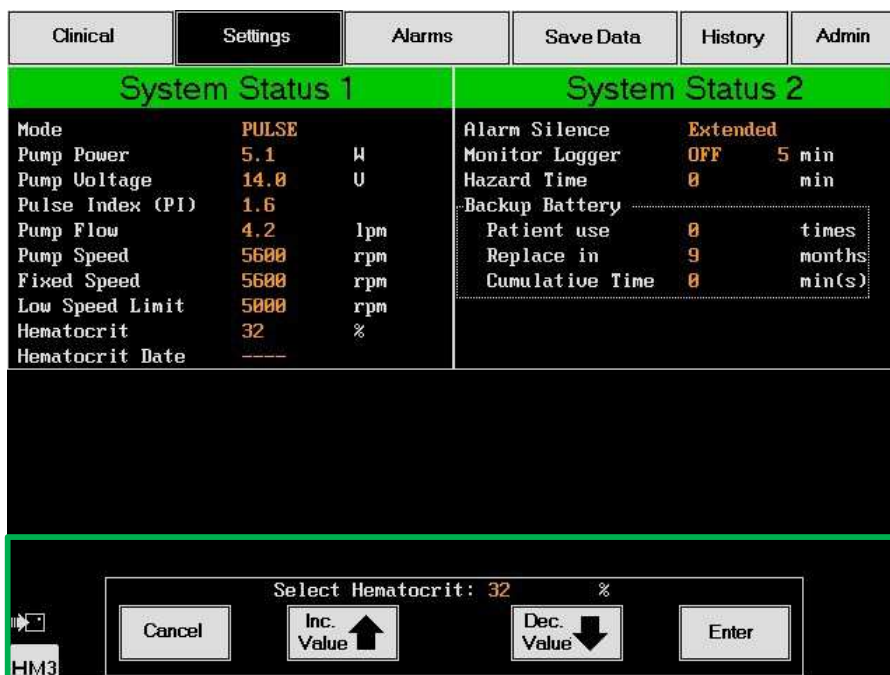 Clinical Settings Alarms Save Data History Admin
System Status 1
Mode PULSE
Pump Power 5.1 W
Pump Voltage 14.0 V
Pulse Index (PI) 1.6
Pump Flow 4.2 lpm
Pump Speed 5600 rpm
Fixed Speed 5600 rpm
Low Speed Limit 5000 rpm
Hematocrit 32 %
Hematocrit Date ----
System Status 2
Alarm Silence Extended
Monitor Logger OFF 5 min
Hazard Time 0 min
Backup Battery
Patient use 0 times
Replace in 9 months
Cumulative Time 0 min(s)
Select Hematocrit: 32 %
Cancel
Inc.
Value
Dec.
Value
Enter
HM3